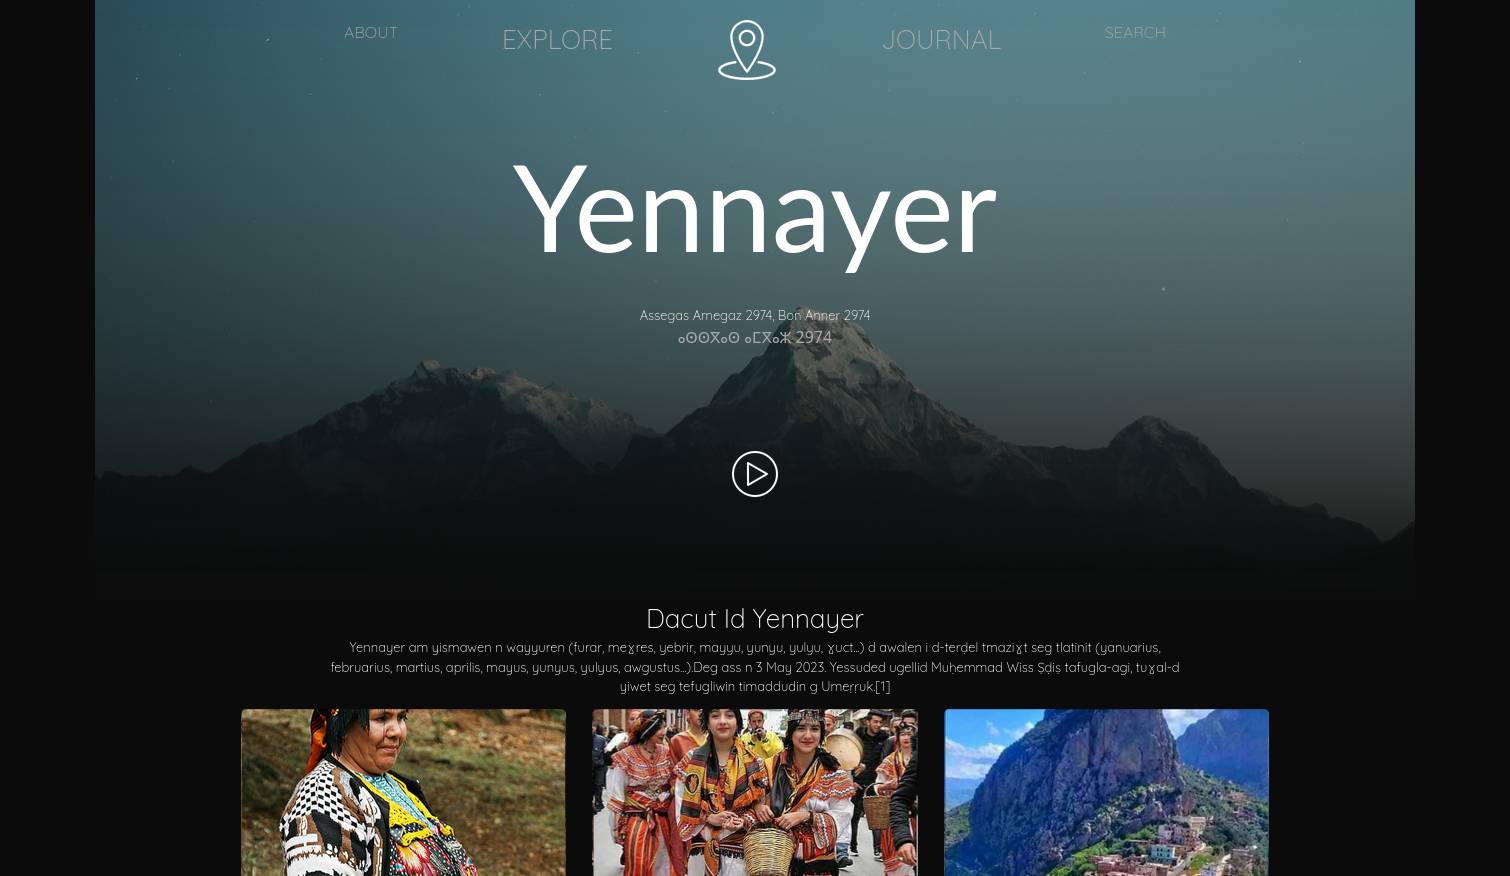 ABOUT EXPLORE JOURNAL SEARCH
Yennayer
Assegas Amegaz 2974, Bon Anner 2974
ⴰⵙⵙⴳⴰⵙ ⴰⵎⴳⴰⵣ 2974
Dacut Id Yennayer
Yennayer am yismawen n wayyuren (furar, meɣres, yebrir, mayyu, yunyu, yulyu, ɣuct...) d awalen i d-terḍel tmaziɣt seg tlatinit (yanuarius,
februarius, martius, aprilis, mayus, yunyus, yulyus, awgustus...).Deg ass n 3 May 2023. Yessuded ugellid Muḥemmad Wiss Ṣḍiṣ tafugla-agi, tuɣal-d
yiwet seg tefugliwin timaddudin g Umeṛṛuk.[1]